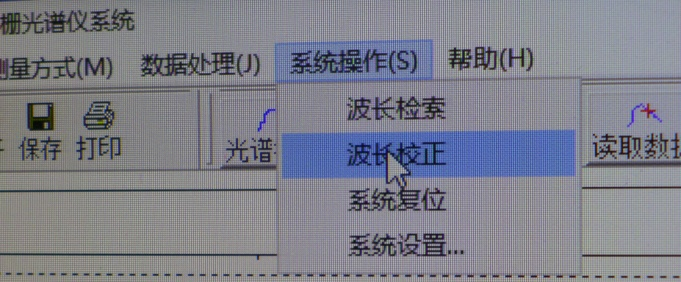 栅光谱仪系统
测量方式(M) 数据处理(J) 系统操作(S) 帮助(H)
保存 打印 光谱 读取数据
波长检索
波长校正
系统复位
系统设置...